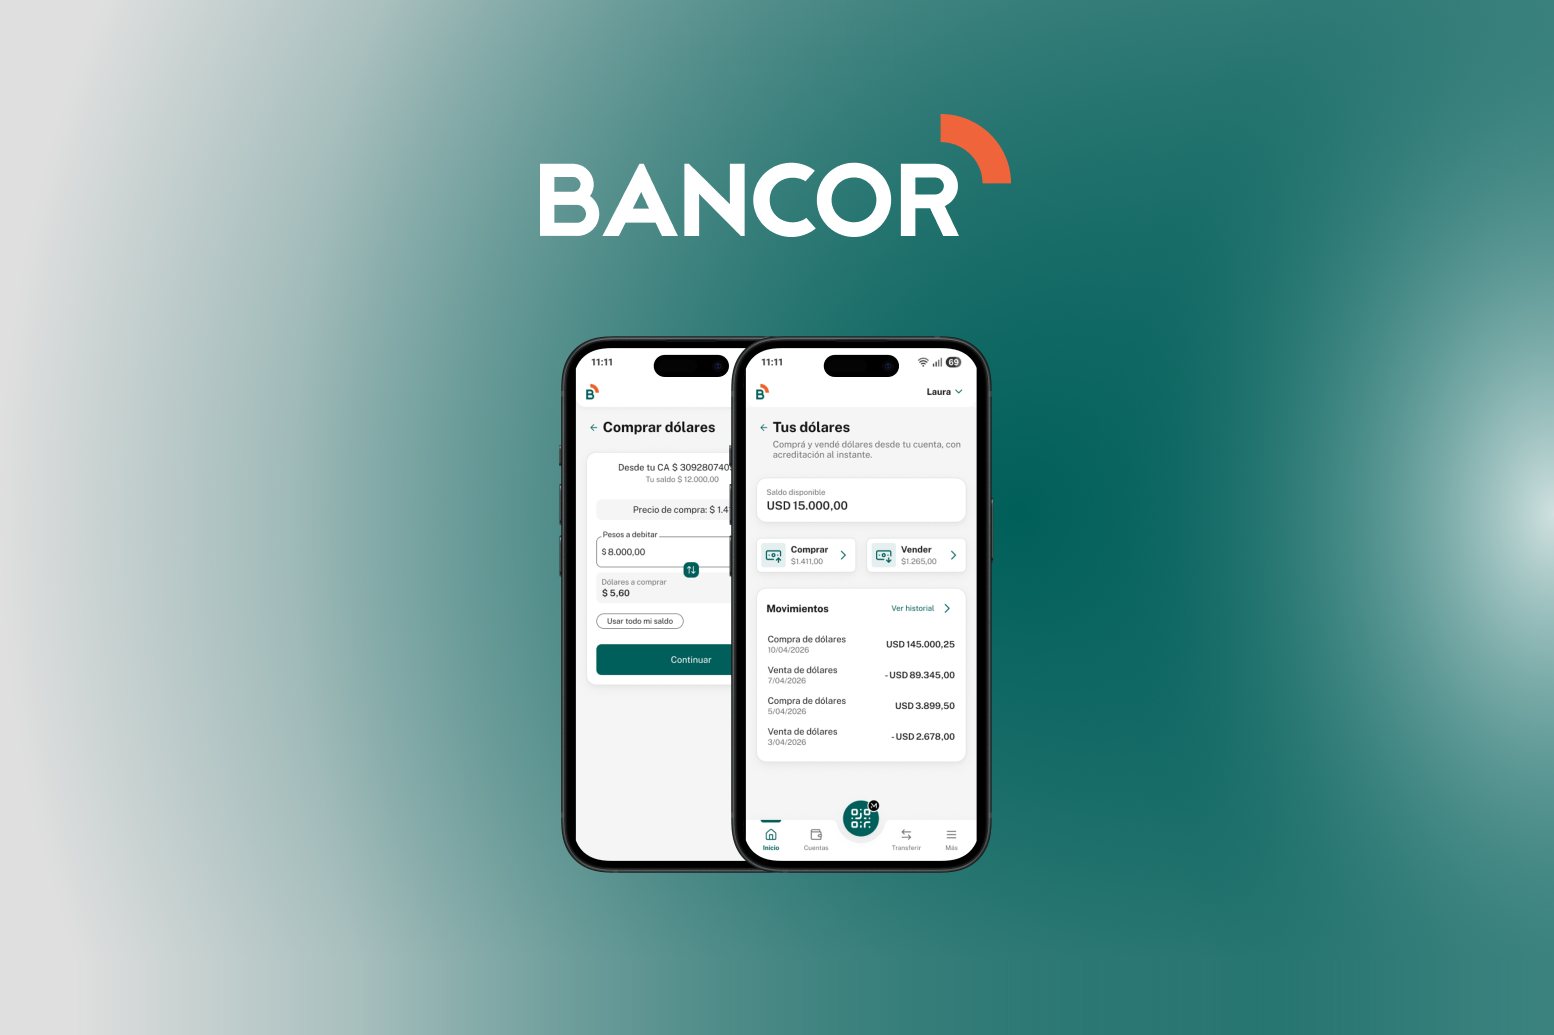 BANCOR
11:11
B
Comprar dólares
Desde tu CA $ 309280740
Tu saldo $ 12.000,00
Precio de compra: $ 1.4
Pesos a debitar
$ 8.000,00
Dólares a comprar
$ 5,60
Usar todo mi saldo
Continuar
11:11
69
B
Laura
Tus dólares
Comprá y vendé dólares desde tu cuenta, con
acreditación al instante.
Saldo disponible
USD 15.000,00
Comprar
$1.411,00
Vender
$1.265,00
Movimientos
Ver historial
Compra de dólares
10/04/2026
USD 145.000,25
Venta de dólares
7/04/2026
- USD 89.345,00
Compra de dólares
5/04/2026
USD 3.899,50
Venta de dólares
3/04/2026
- USD 2.678,00
Inicio
Cuentas
Transferir
Más